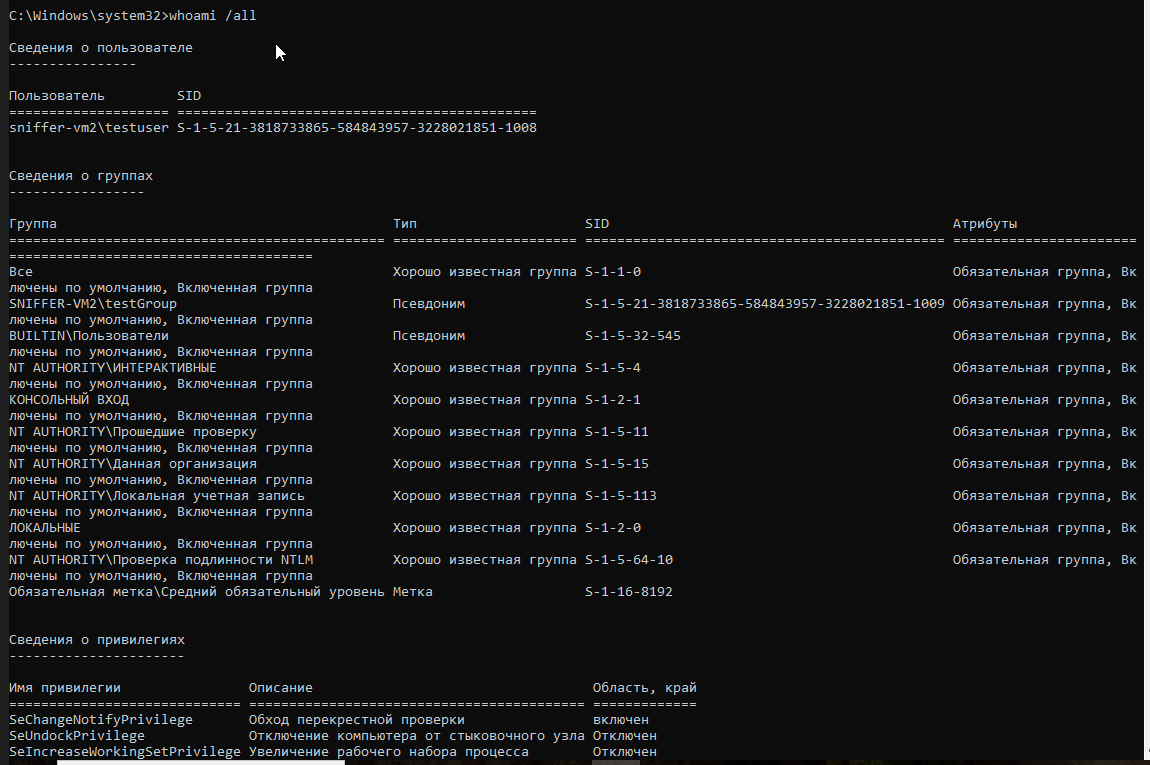 C:\Windows\system32>whoami /all
Сведения о пользователе
----------------
Пользователь         SID
==================== =============================================
sniffer-vm2\testuser S-1-5-21-3818733865-584843957-3228021851-1008
Сведения о группах
-----------------
Группа                                          Тип                     SID                                           Атрибуты
=============================================== ======================= ============================================= =======================
======================================
Все                                             Хорошо известная группа S-1-1-0                                       Обязательная группа, Вк
лючены по умолчанию, Включенная группа
SNIFFER-VM2\testGroup                           Псевдоним               S-1-5-21-3818733865-584843957-3228021851-1009 Обязательная группа, Вк
лючены по умолчанию, Включенная группа
BUILTIN\Пользователи                            Псевдоним               S-1-5-32-545                                  Обязательная группа, Вк
лючены по умолчанию, Включенная группа
NT AUTHORITY\ИНТЕРАКТИВНЫЕ                      Хорошо известная группа S-1-5-4                                       Обязательная группа, Вк
лючены по умолчанию, Включенная группа
КОНСОЛЬНЫЙ ВХОД                                 Хорошо известная группа S-1-2-1                                       Обязательная группа, Вк
лючены по умолчанию, Включенная группа
NT AUTHORITY\Прошедшие проверку                 Хорошо известная группа S-1-5-11                                      Обязательная группа, Вк
лючены по умолчанию, Включенная группа
NT AUTHORITY\Данная организация                 Хорошо известная группа S-1-5-15                                      Обязательная группа, Вк
лючены по умолчанию, Включенная группа
NT AUTHORITY\Локальная учетная запись           Хорошо известная группа S-1-5-113                                     Обязательная группа, Вк
лючены по умолчанию, Включенная группа
ЛОКАЛЬНЫЕ                                       Хорошо известная группа S-1-2-0                                       Обязательная группа, Вк
лючены по умолчанию, Включенная группа
NT AUTHORITY\Проверка подлинности NTLM          Хорошо известная группа S-1-5-64-10                                   Обязательная группа, Вк
лючены по умолчанию, Включенная группа
Обязательная метка\Средний обязательный уровень Метка                   S-1-16-8192
Сведения о привилегиях
----------------------
Имя привилегии                Описание                                   Область, край
============================= ========================================== =============
SeChangeNotifyPrivilege       Обход перекрестной проверки                включен
SeUndockPrivilege             Отключение компьютера от стыковочного узла Отключен
SeIncreaseWorkingSetPrivilege Увеличение рабочего набора процесса        Отключен